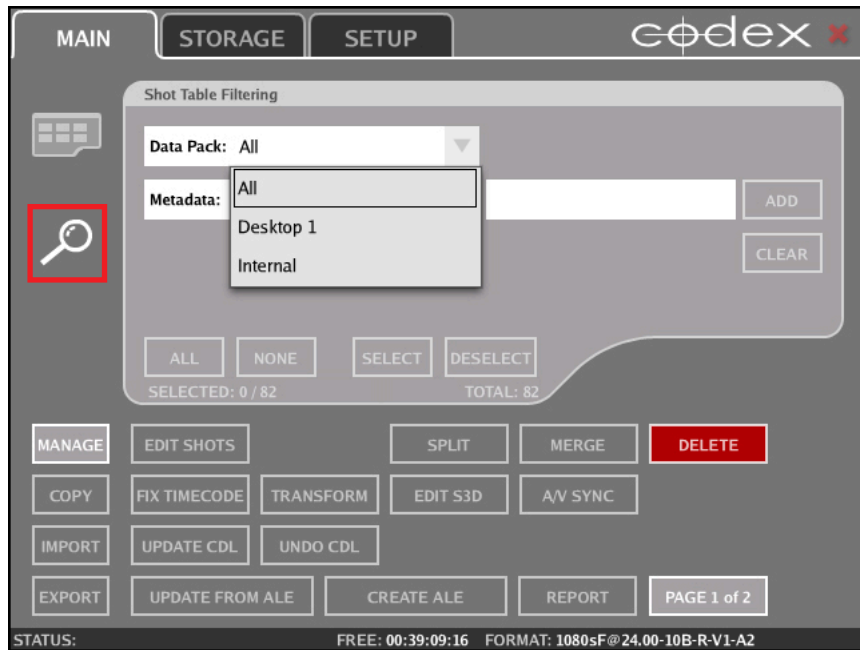 MAIN STORAGE SETUP codex
Shot Table Filtering
Data Pack: All
Metadata:
All
Desktop 1
Internal
ADD
CLEAR
ALL NONE SELECT DESELECT
SELECTED: 0 / 82 TOTAL: 82
MANAGE EDIT SHOTS SPLIT MERGE DELETE
COPY FIX TIMECODE TRANSFORM EDIT S3D A/V SYNC
IMPORT UPDATE CDL UNDO CDL
EXPORT UPDATE FROM ALE CREATE ALE REPORT PAGE 1 of 2
STATUS: FREE: 00:39:09:16 FORMAT: 1080sF@24.00-10B-R-V1-A2